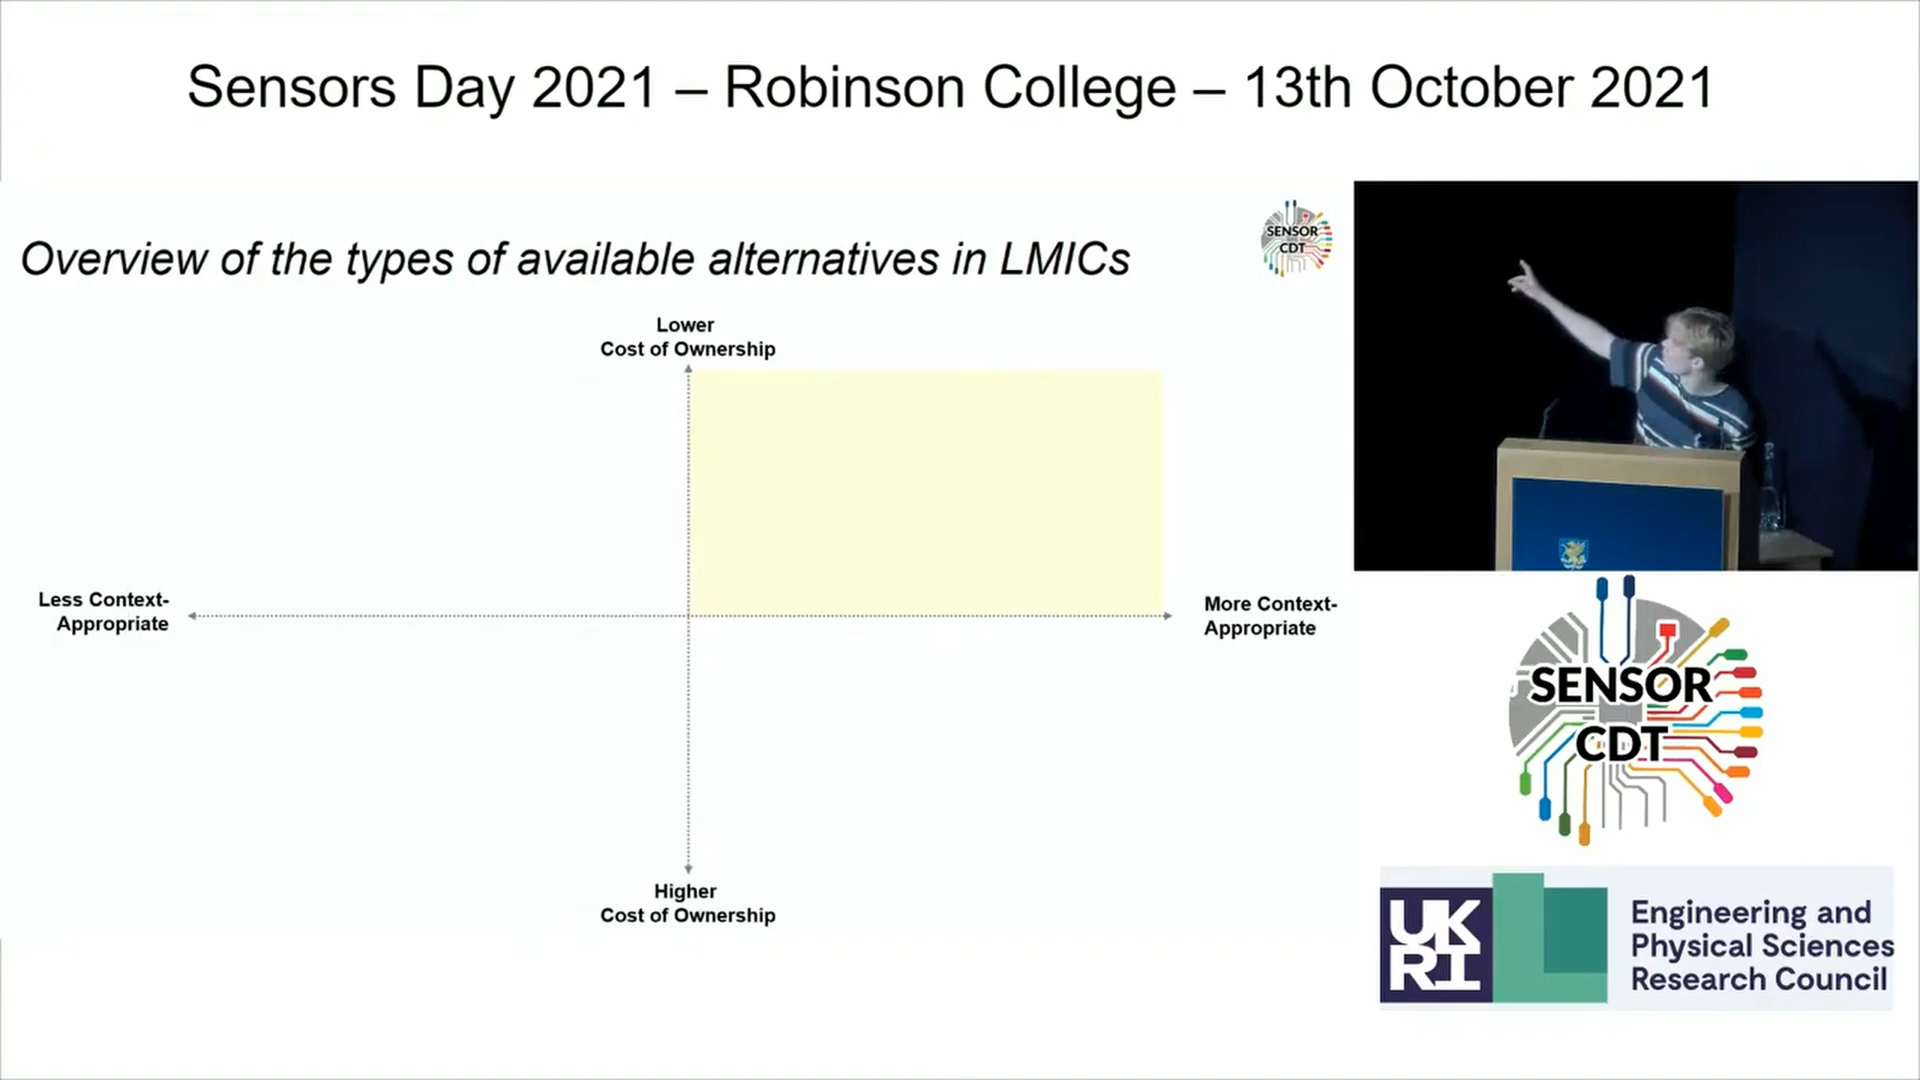 Sensors Day 2021 – Robinson College – 13th October 2021
Overview of the types of available alternatives in LMICs
SENSOR
CDT
Lower
Cost of Ownership
Less Context-
Appropriate
More Context-
Appropriate
Higher
Cost of Ownership
SENSOR
CDT
UK
RI
Engineering and
Physical Sciences
Research Council